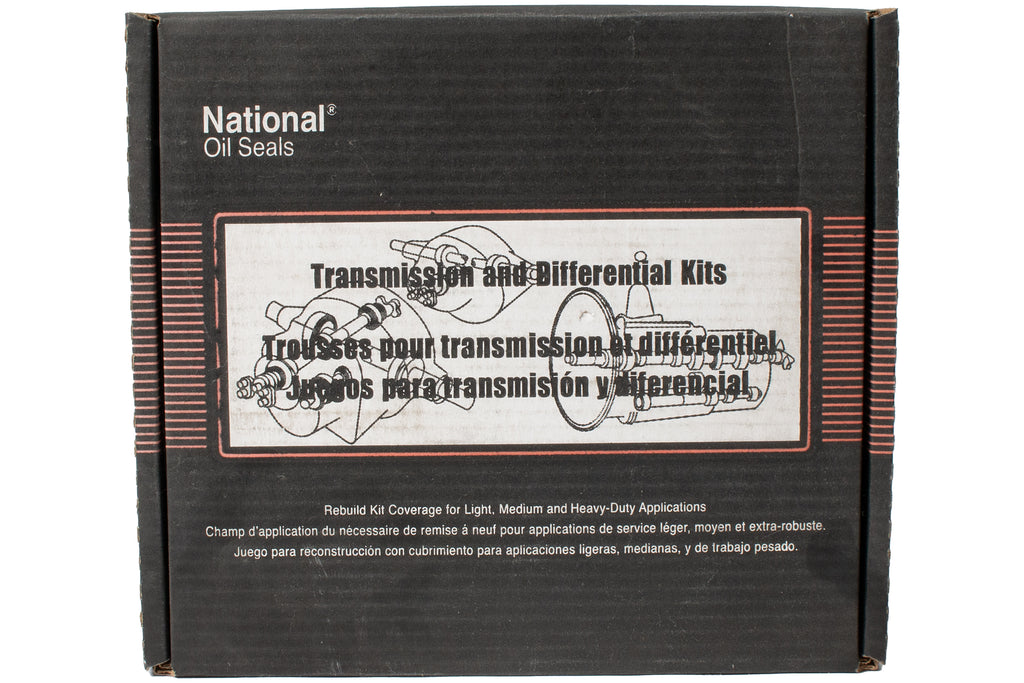 National®
Oil Seals
Transmission and Differential Kits
Trousses pour transmission et différentiel
Juegos para transmisión y diferencial
Rebuild Kit Coverage for Light, Medium and Heavy-Duty Applications
Champ d'application du nécessaire de remise á neuf pour applications de service léger, moyen et extra-robuste.
Juego para reconstrucción con cubrimiento para aplicaciones ligeras, medianas, y de trabajo pesado.